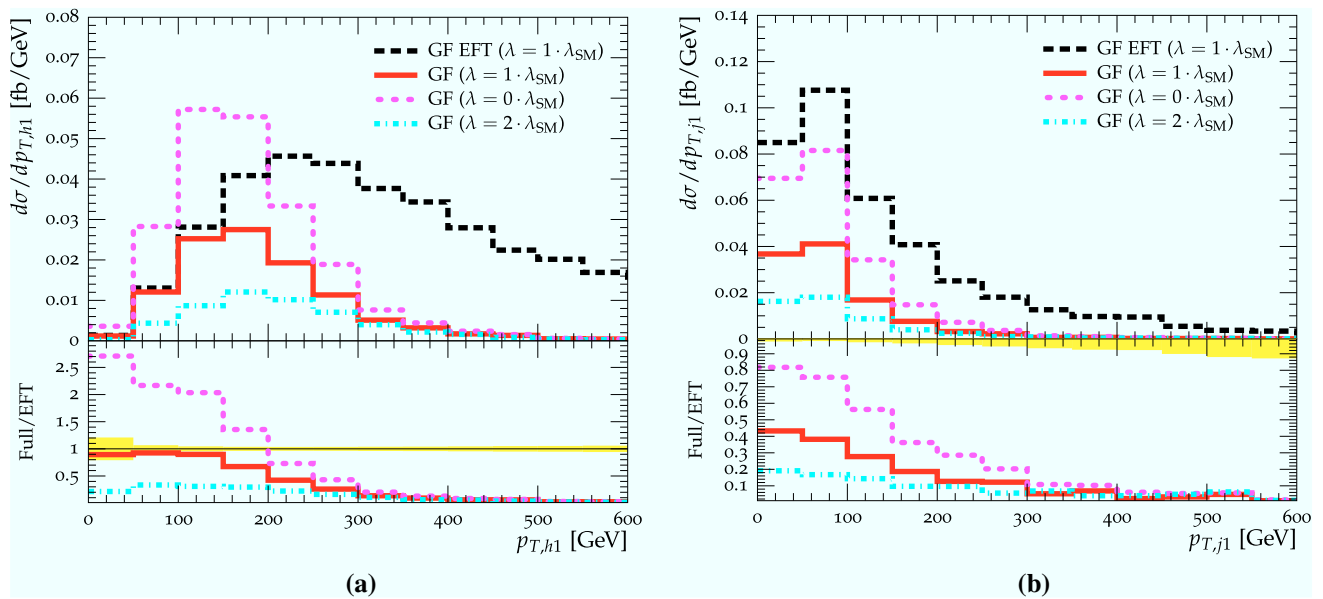 dσ/dp_{T,h1} [fb/GeV]
0.08
0.07
0.06
0.05
0.04
0.03
0.02
0.01
0
GF EFT (λ = 1 · λ_SM)
GF (λ = 1 · λ_SM)
GF (λ = 0 · λ_SM)
GF (λ = 2 · λ_SM)
Full/EFT
2.5
2
1.5
1
0.5
0 100 200 300 400 500 600
p_{T,h1} [GeV]
(a)
dσ/dp_{T,j1} [fb/GeV]
0.14
0.12
0.1
0.08
0.06
0.04
0.02
0
GF EFT (λ = 1 · λ_SM)
GF (λ = 1 · λ_SM)
GF (λ = 0 · λ_SM)
GF (λ = 2 · λ_SM)
Full/EFT
0.9
0.8
0.7
0.6
0.5
0.4
0.3
0.2
0.1
0 100 200 300 400 500 600
p_{T,j1} [GeV]
(b)